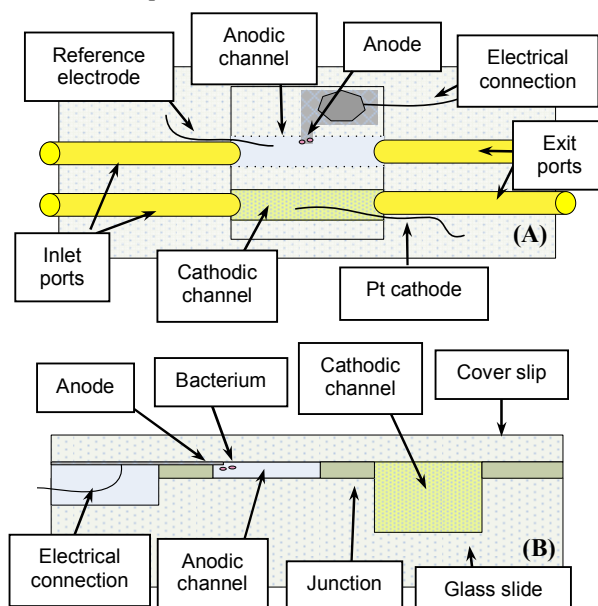 Reference
electrode
Anodic
channel
Anode
Electrical
connection
Exit
ports
Inlet
ports
Cathodic
channel
Pt cathode
(A)
Anode
Bacterium
Cathodic
channel
Cover slip
Electrical
connection
Anodic
channel
Junction
Glass slide
(B)